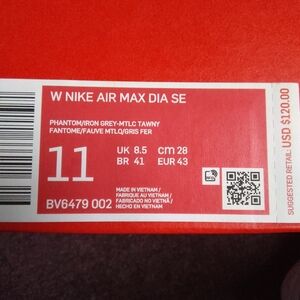 W NIKE AIR MAX DIA SE
PHANTOM/IRON GREY-MTLC TAWNY
FANTOME/FAUVE MTLQ/GRIS FER
11
UK 8.5 cm 28
BR 41 EUR 43
MADE IN VIETNAM /
FABRIQUE AU VIETNAM /
FABRICADO NO VIETNÃ /
HECHO EN VIETNAM
BV6479 002
SUGGESTED RETAIL: USD $120.00